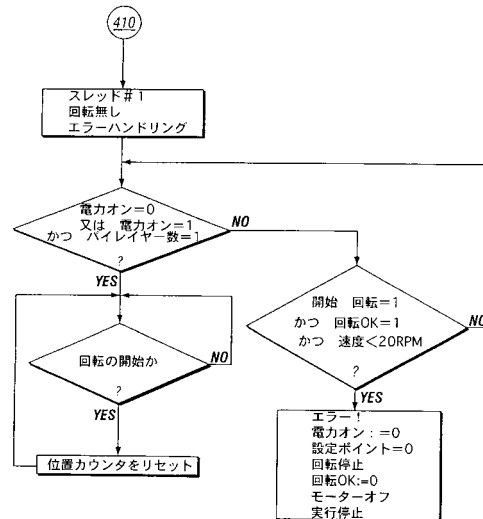 410
スレッド＃1
回転無し
エラーハンドリング
電力オン＝0
又は 電力オン＝1
かつ バイレイヤー数＝1
?
NO
YES
開始 回転＝1
かつ 回転OK＝1
かつ 速度＜20RPM
?
NO
YES
回転の開始か
?
NO
YES
位置カウンタをリセット
エラー！
電力オン：＝0
設定ポイント＝0
回転停止
回転OK:＝0
モーターオフ
実行停止